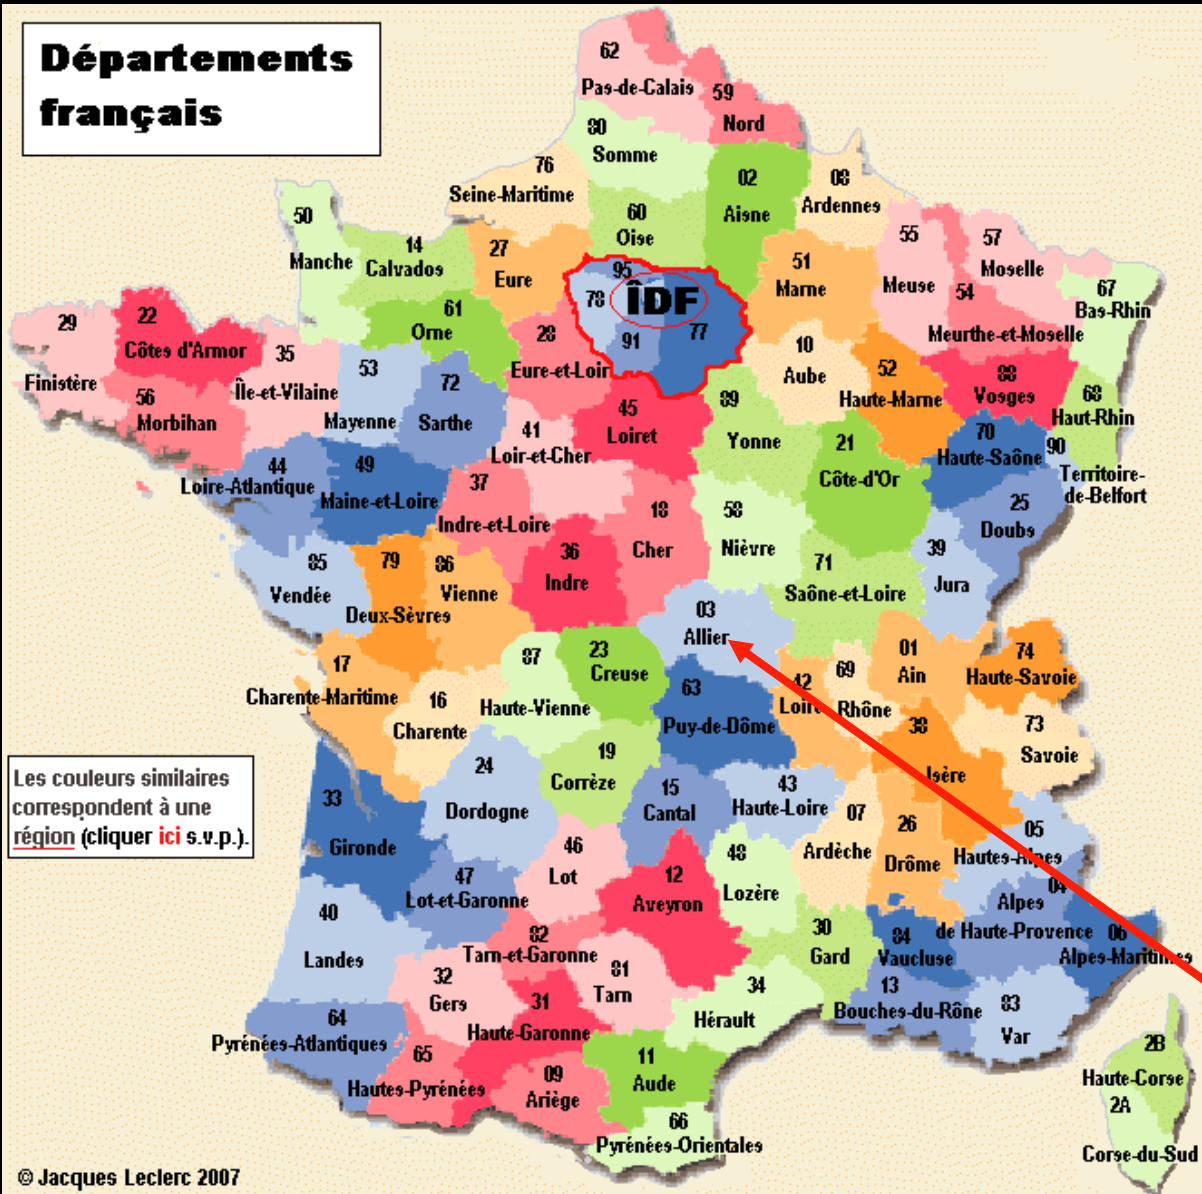 Départements
français
62
Pas-de-Calais
59
Nord
80
Somme
76
Seine-Maritime
02
Aisne
08
Ardennes
60
Oise
50
Manche
14
Calvados
27
Eure
95
IDF
78
91
77
51
Marne
55
Meuse
57
Moselle
54
Meurthe-et-Moselle
67
Bas-Rhin
61
Orne
28
Eure-et-Loir
10
Aube
52
Haute-Marne
88
Vosges
68
Haut-Rhin
29
Finistère
22
Côtes d'Armor
35
Île-et-Vilaine
56
Morbihan
53
Mayenne
72
Sarthe
41
Loir-et-Cher
45
Loiret
89
Yonne
21
Côte-d'Or
70
Haute-Saône
90
Territoire-
de-Belfort
44
Loire-Atlantique
49
Maine-et-Loire
37
Indre-et-Loire
18
Cher
58
Nièvre
25
Doubs
39
Jura
36
Indre
71
Saône-et-Loire
85
Vendée
79
Deux-Sèvres
86
Vienne
03
Allier
17
Charente-Maritime
16
Charente
87
Haute-Vienne
23
Creuse
63
Puy-de-Dôme
42
Loire
69
Rhône
01
Ain
74
Haute-Savoie
73
Savoie
38
Isère
19
Corrèze
24
Dordogne
15
Cantal
43
Haute-Loire
07
Ardèche
26
Drôme
05
Hautes-Alpes
Les couleurs similaires
correspondent à une
région (cliquer ici s.v.p.).
33
Gironde
46
Lot
47
Lot-et-Garonne
12
Aveyron
48
Lozère
04
Alpes
de Haute-Provence
06
Alpes-Maritimes
84
Vaucluse
30
Gard
40
Landes
82
Tarn-et-Garonne
81
Tarn
32
Gers
31
Haute-Garonne
34
Hérault
13
Bouches-du-Rône
83
Var
64
Pyrénées-Atlantiques
65
Hautes-Pyrénées
09
Ariège
11
Aude
66
Pyrénées-Orientales
2B
Haute-Corse
2A
Corse-du-Sud
© Jacques Leclerc 2007